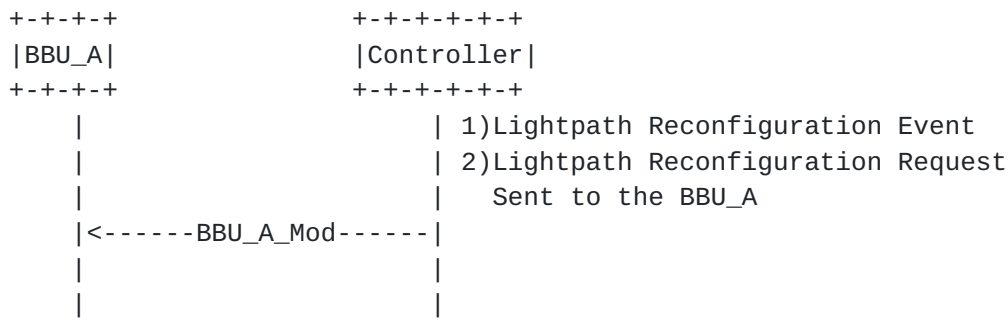 +-+-+-+                +-+-+-+-+-+
|BBU_A|                |Controller|
+-+-+-+                +-+-+-+-+-+
    |                       | 1)Lightpath Reconfiguration Event
    |                       | 2)Lightpath Reconfiguration Request
    |                       |   Sent to the BBU_A
    |<------BBU_A_Mod------|
    |                       |
    |                       |